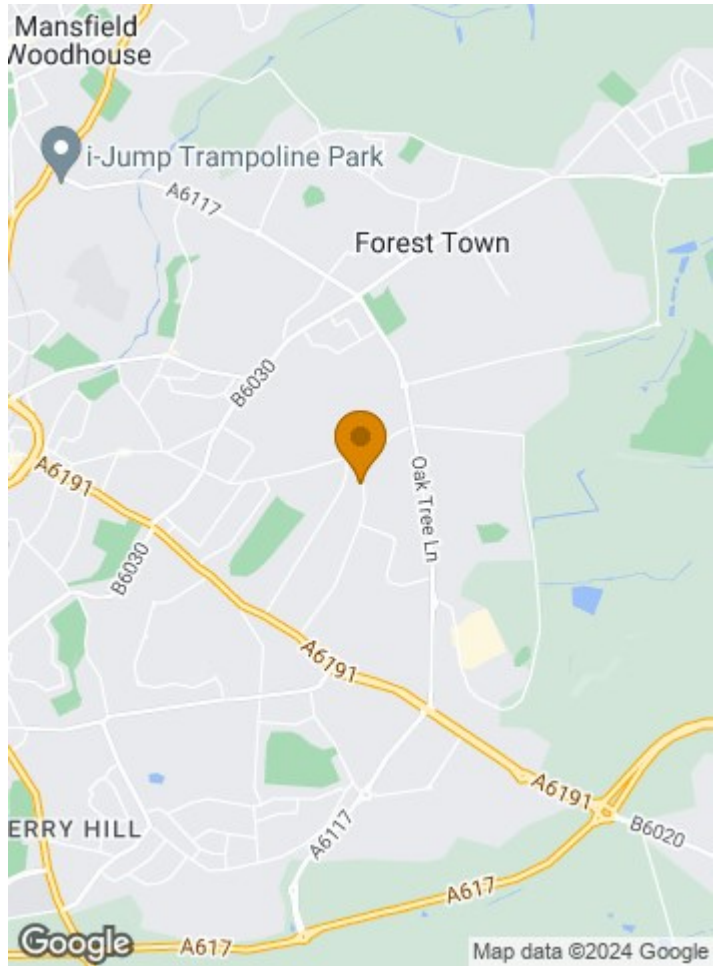 Mansfield
Woodhouse
i-Jump Trampoline Park
A6117
Forest Town
B6030
A6191
Oak Tree Ln
B6030
A6191
A6191
B6020
ERRY HILL
A6117
A617
A617
Google
Map data ©2024 Google